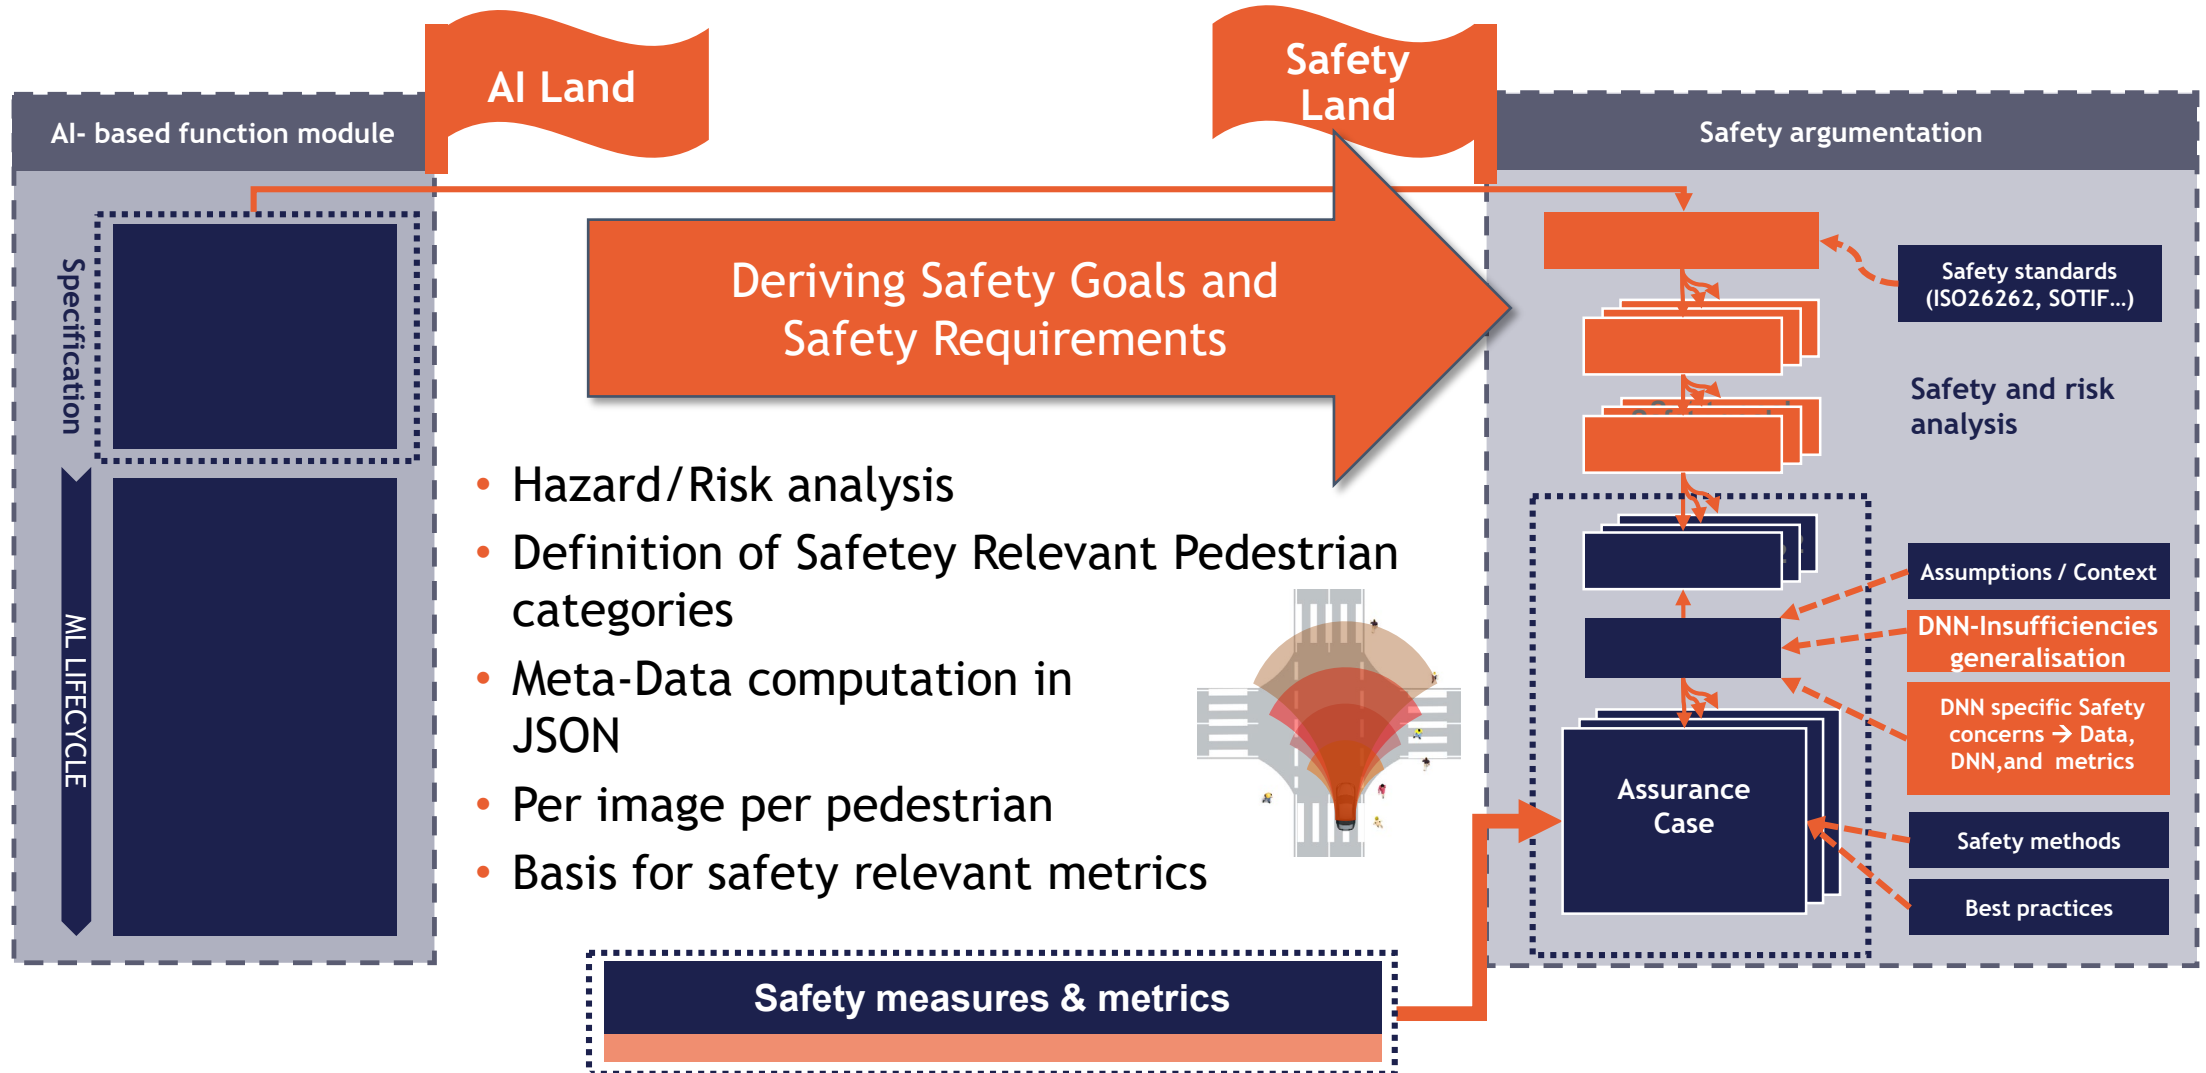 AI Land
Safety
Land
AI- based function module
Safety argumentation
Specification
ML LIFECYCLE
Deriving Safety Goals and
Safety Requirements
• Hazard/Risk analysis
• Definition of Safetey Relevant Pedestrian
categories
• Meta-Data computation in
JSON
• Per image per pedestrian
• Basis for safety relevant metrics
Safety measures & metrics
Safety standards
(ISO26262, SOTIF…)
Safety and risk
analysis
Assumptions / Context
DNN-Insufficiencies
generalisation
DNN specific Safety
concerns → Data,
DNN,and metrics
Assurance
Case
Safety methods
Best practices